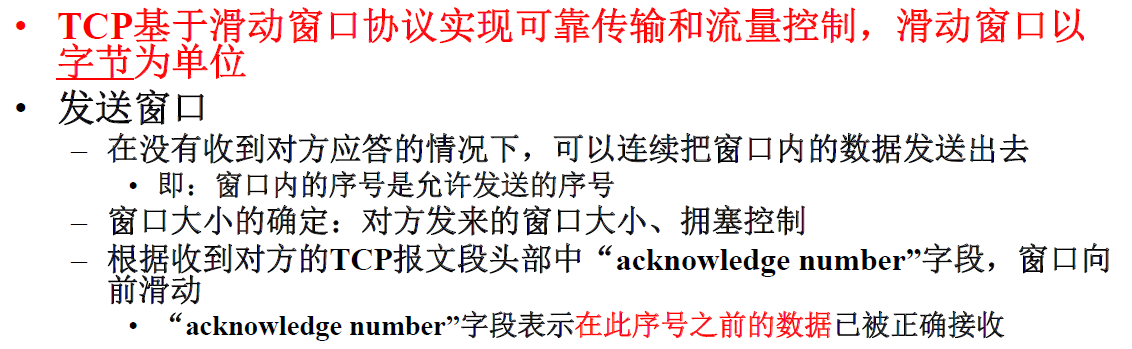 • TCP基于滑动窗口协议实现可靠传输和流量控制，滑动窗口以
字节为单位
• 发送窗口
– 在没有收到对方应答的情况下，可以连续把窗口内的数据发送出去
• 即：窗口内的序号是允许发送的序号
– 窗口大小的确定：对方发来的窗口大小、拥塞控制
– 根据收到对方的TCP报文段头部中“acknowledge number”字段，窗口向
前滑动
• “acknowledge number”字段表示在此序号之前的数据已被正确接收